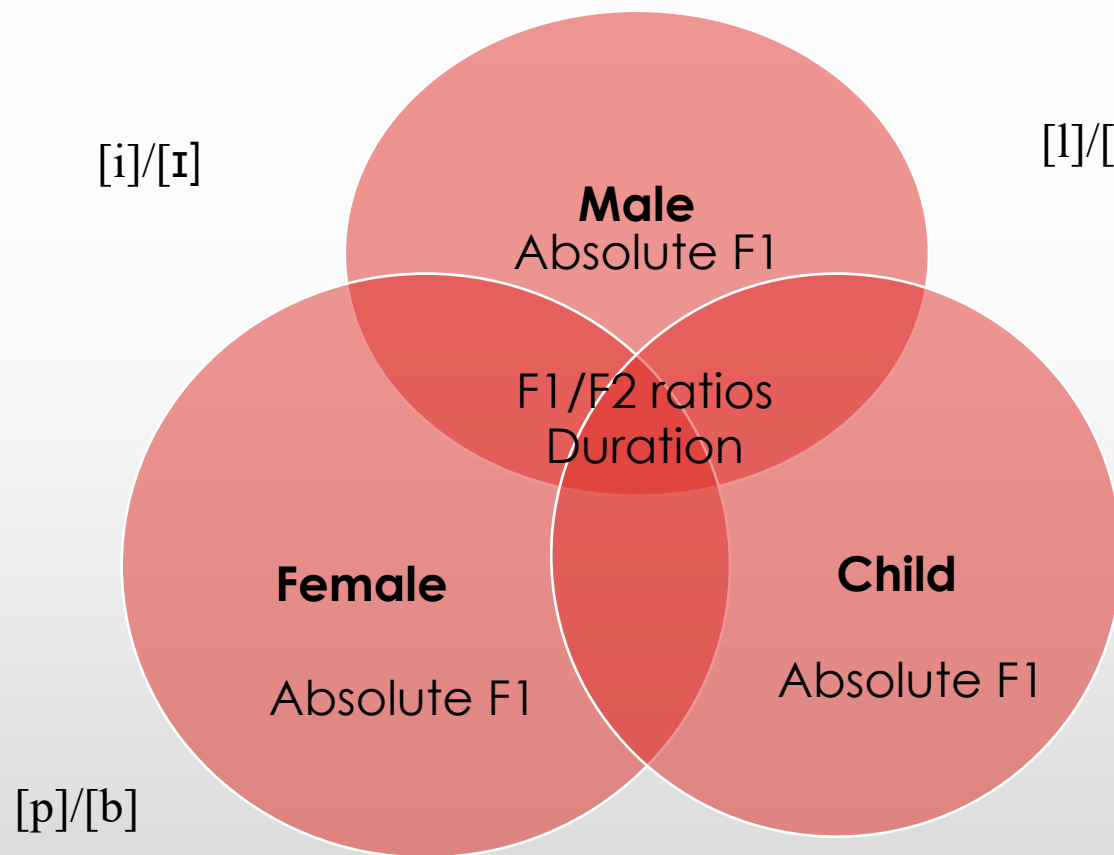 [i]/[ɪ]
[l]/[
Male
Absolute F1
F1/F2 ratios
Duration
Female
Child
Absolute F1
Absolute F1
[p]/[b]